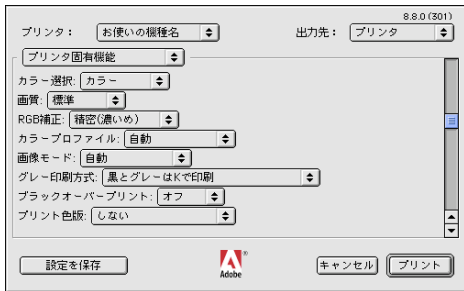 8.8.0 (301)
プリンタ： お使いの機種名 出力先： プリンタ
プリンタ固有機能
カラー選択: カラー
画質: 標準
RGB補正: 精密(濃いめ)
カラープロファイル: 自動
画像モード: 自動
グレー印刷方式: 黒とグレーはKで印刷
ブラックオーバープリント: オフ
プリント色版: しない
設定を保存 Adobe キャンセル プリント